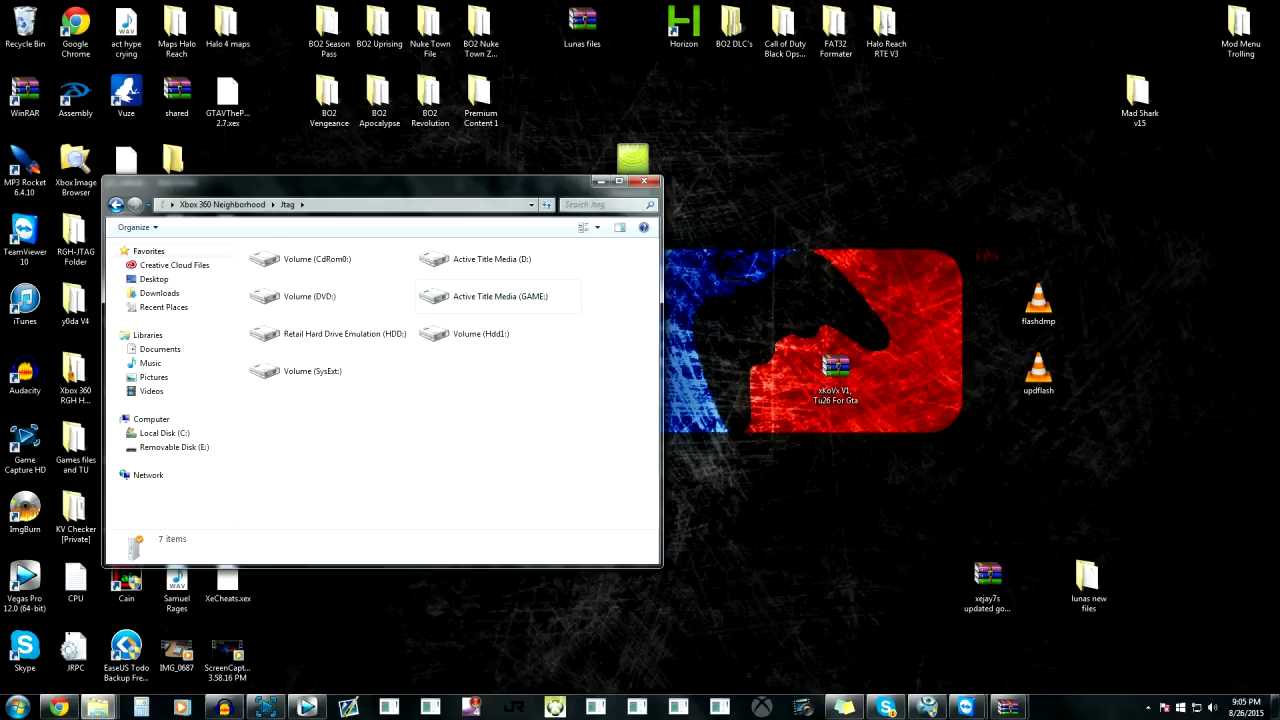 Recycle Bin
Google
Chrome
act hype
crying
Maps Halo
Reach
Halo 4 maps
BO2 Season
Pass
BO2 Uprising
Nuke Town
File
BO2 Nuke
Town Z...
Lunas files
Horizon
BO2 DLC's
Call of Duty
Black Ops...
FAT32
Formater
Halo Reach
RTE V3
Mod Menu
Trolling
WinRAR
Assembly
Vuze
shared
GTAVTheP...
2.7.xex
BO2
Vengeance
BO2
Apocalypse
BO2
Revolution
Premium
Content 1
Mad Shark
v15
MP3 Rocket
6.4.10
Xbox Image
Browser
Xbox 360 Neighborhood
Jtag
Search Jtag
Organize
TeamViewer
10
RGH-JTAG
Folder
Favorites
Creative Cloud Files
Desktop
Downloads
Recent Places
Libraries
Documents
Music
Pictures
Videos
Computer
Local Disk (C:)
Removable Disk (E:)
Network
Volume (CdRom0:)
Active Title Media (D:)
Volume (DVD:)
Active Title Media (GAME:)
Retail Hard Drive Emulation (HDD:)
Volume (Hdd1:)
Volume (SysExt:)
7 items
iTunes
y0da V4
flashdmp
Audacity
Xbox 360
RGH H...
xKoVx V1,
Tu26 For Gta
updflash
Game
Capture HD
Games files
and TU
ImgBurn
KV Checker
[Private]
Vegas Pro
12.0 (64-bit)
CPU
Cain
Samuel
Rages
XeCheats.xex
xejay7s
updated go...
lunas new
files
Skype
JRPC
EaseUS Todo
Backup Fre...
IMG_0687
ScreenCapt...
3.58.16 PM
JR
9:05 PM
8/26/2015